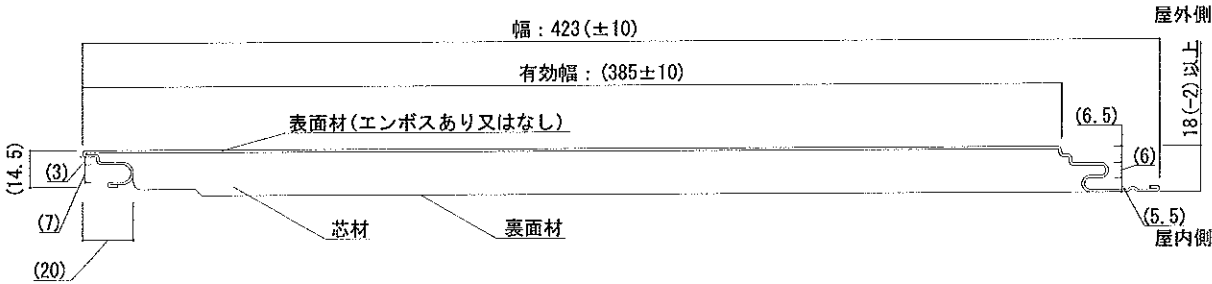 屋外側
幅：423(±10)
有効幅：(385±10)
18(-2)以上
表面材(エンボスあり又はなし)
(6.5)
(14.5)
(3)
(6)
(7)
芯材
裏面材
(5.5)
屋内側
(20)